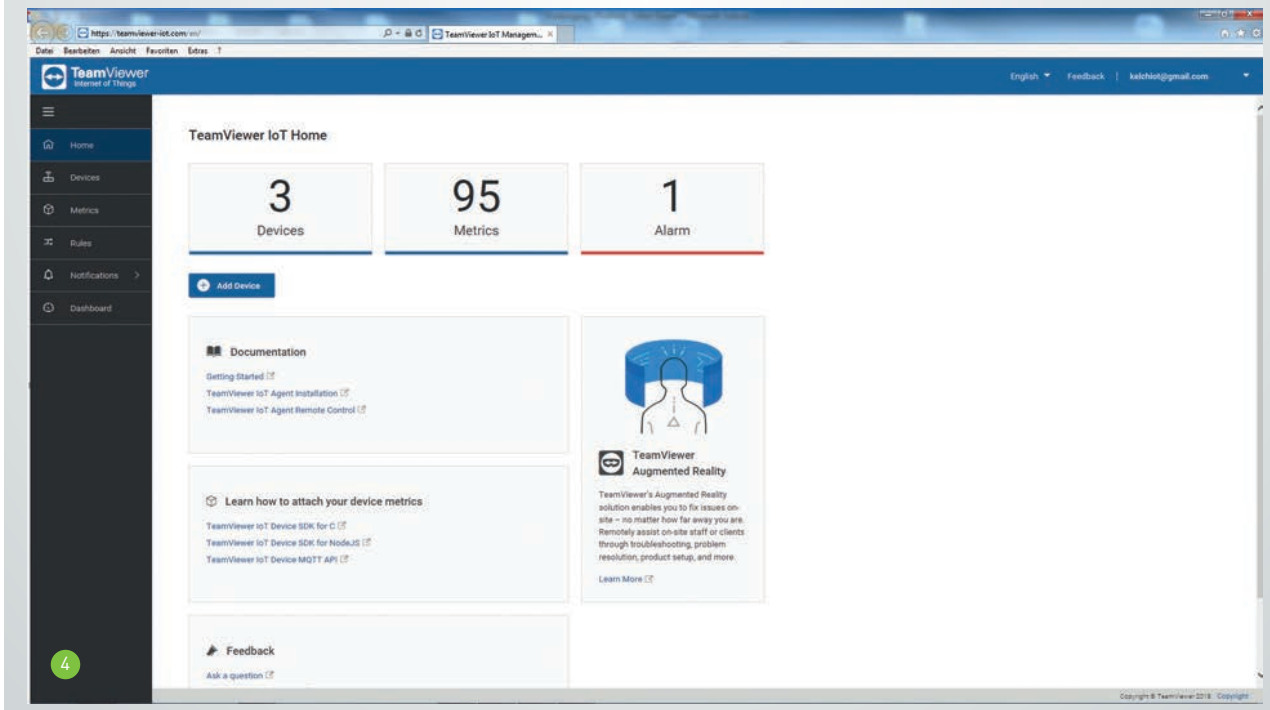 https://teamviewer-iot.com/en/
TeamViewer IoT Managem...
Datei Bearbeiten Ansicht Favoriten Extras ?
TeamViewer
Internet of Things
English
Feedback
kelchiot@gmail.com
Home
Devices
Metrics
Rules
Notifications
Dashboard
TeamViewer IoT Home
3
Devices
95
Metrics
1
Alarm
Add Device
Documentation
Getting Started
TeamViewer IoT Agent Installation
TeamViewer IoT Agent Remote Control
Learn how to attach your device metrics
TeamViewer IoT Device SDK for C
TeamViewer IoT Device SDK for NodeJS
TeamViewer IoT Device MQTT API
Feedback
Ask a question
TeamViewer
Augmented Reality
TeamViewer's Augmented Reality
solution enables you to fix issues on-
site – no matter how far away you are.
Remotely assist on-site staff or clients
through troubleshooting, problem
resolution, product setup, and more.
Learn More
4
Copyright © TeamViewer 2018 Copyright